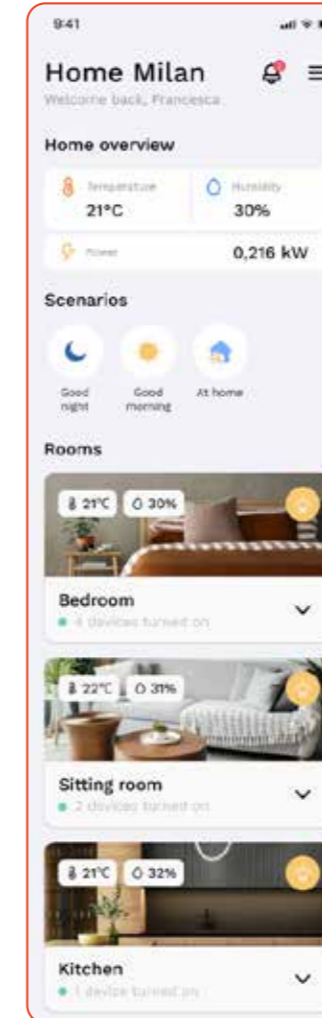 9:41
Home Milan
Welcome back, Francesca
Home overview
Temperature
Humidity
21°C
30%
Power
0,216 kW
Scenarios
Good night
Good morning
At home
Rooms
21°C 30%
Bedroom
4 devices turned on
22°C 31%
Sitting room
2 devices turned on
21°C 32%
Kitchen
1 device turned on